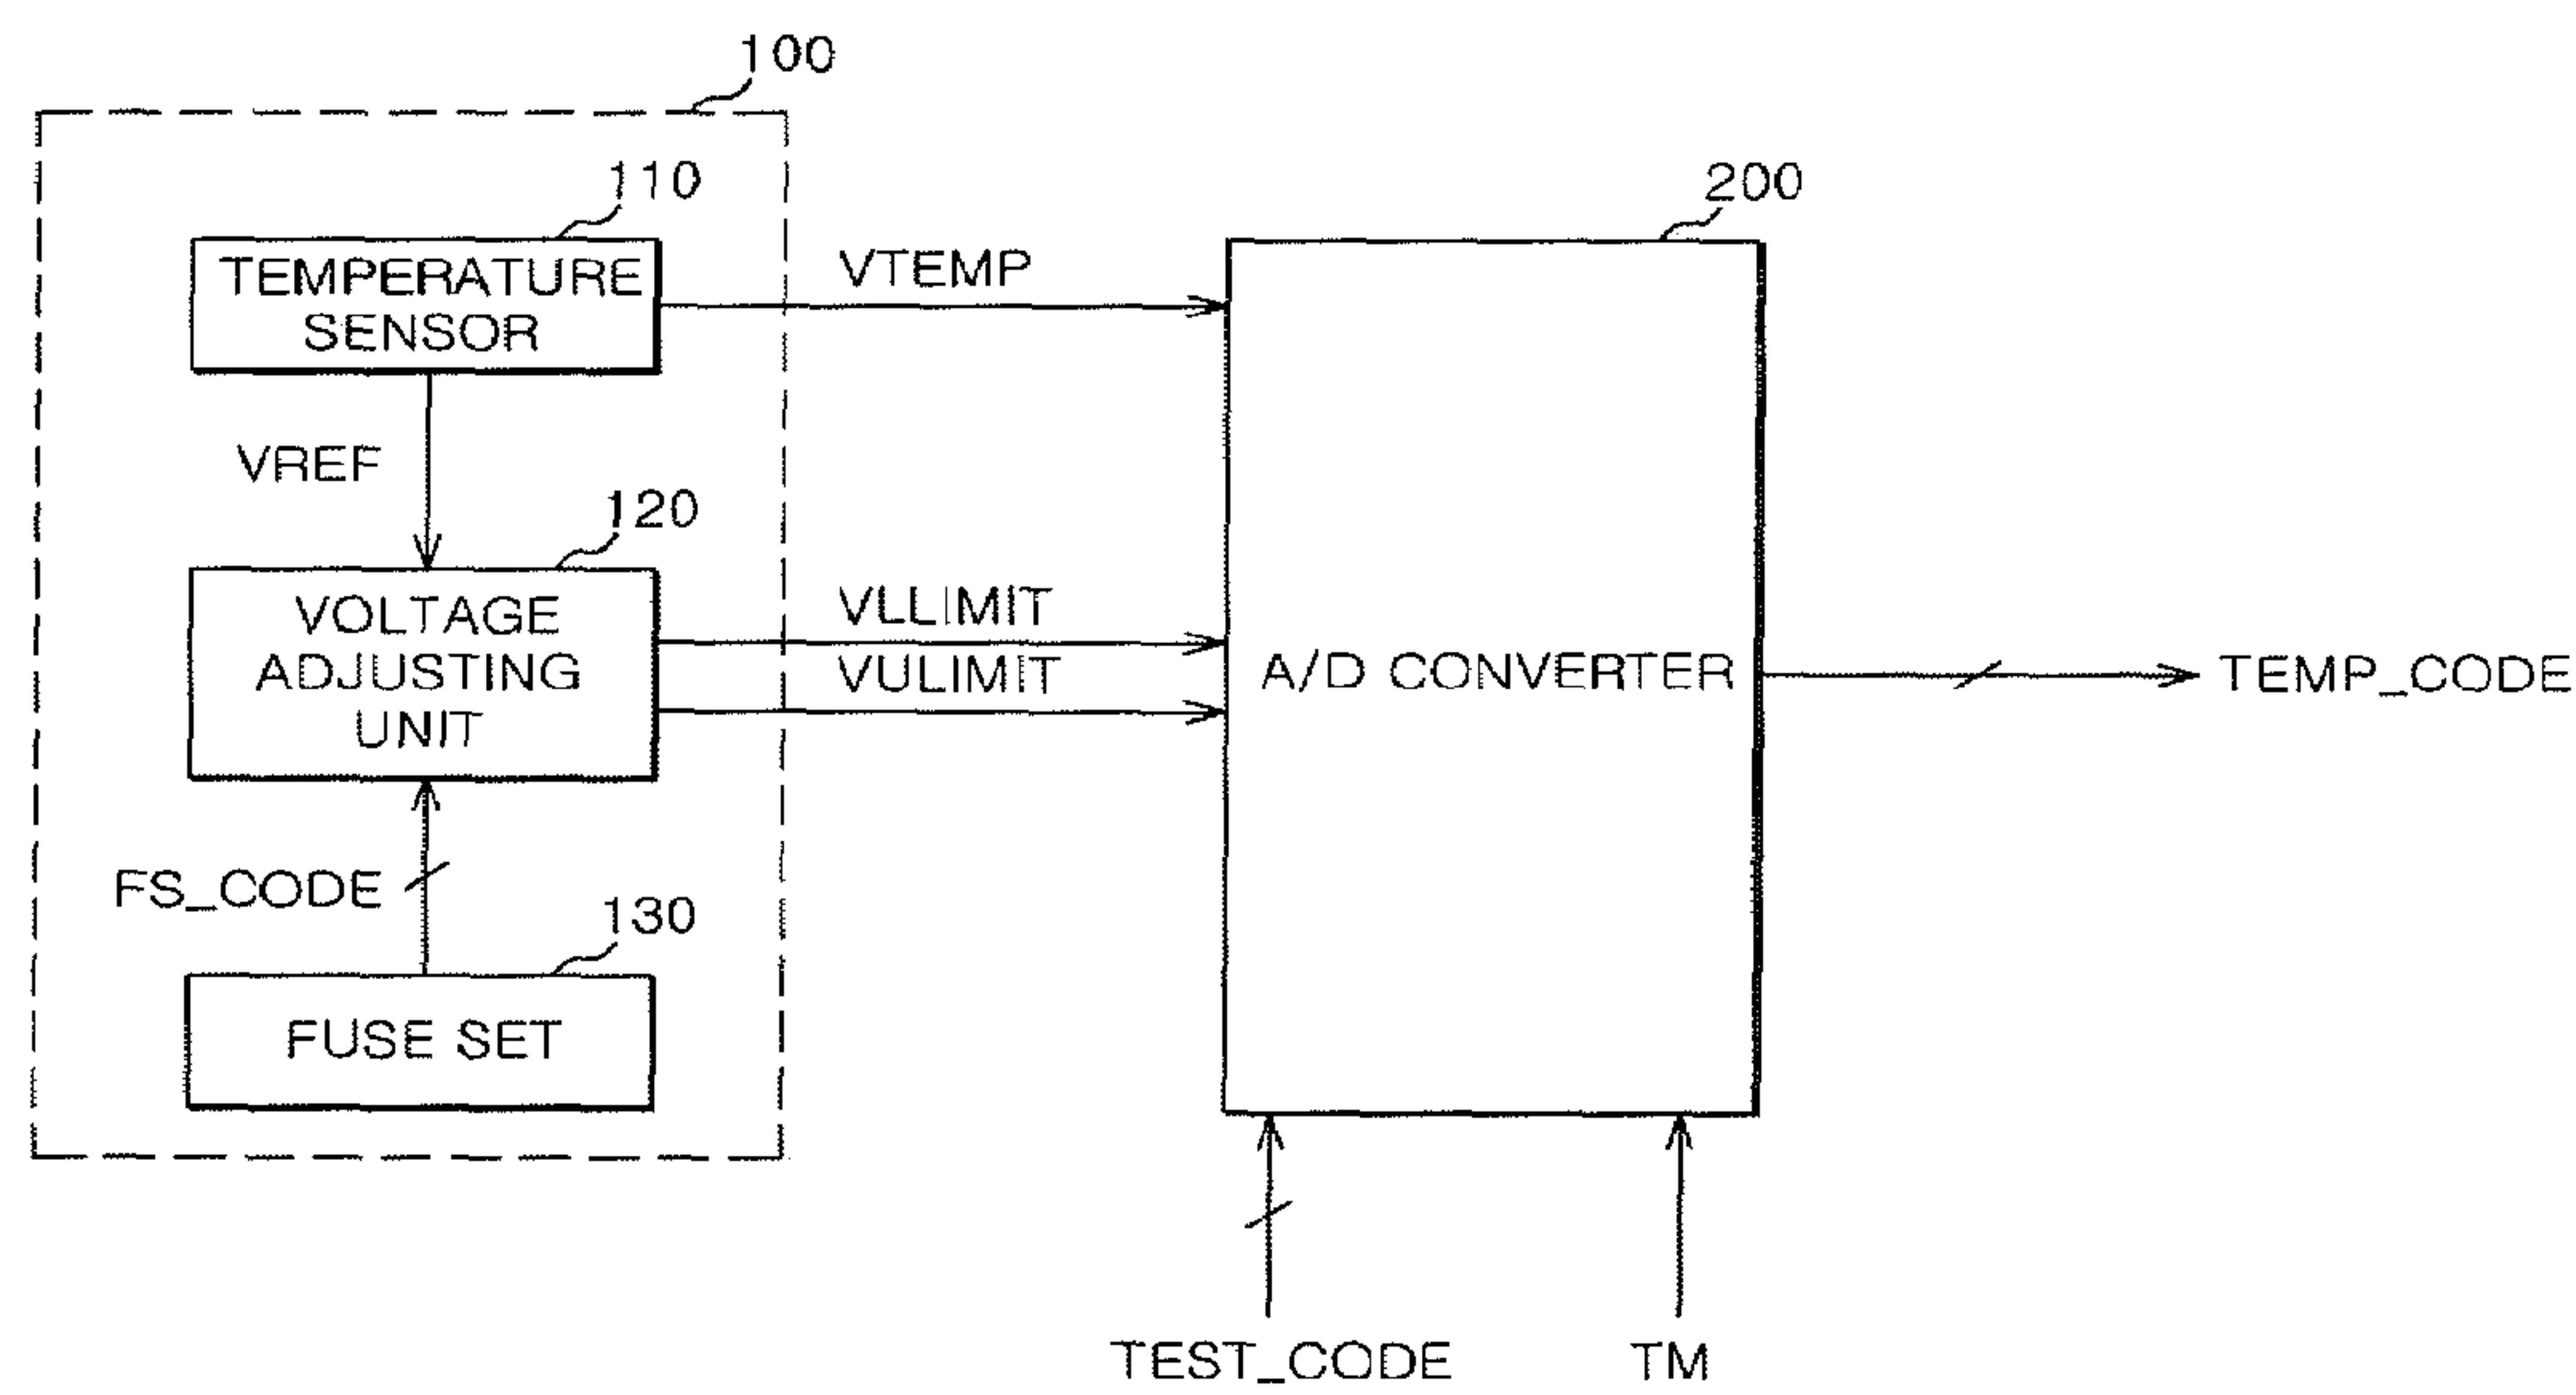 100
110
200
TEMPERATURE
SENSOR
VTEMP
VREF
120
VOLTAGE
ADJUSTING
UNIT
VLLIMIT
VULIMIT
A/D CONVERTER
TEMP_CODE
FS_CODE
130
FUSE SET
TEST_CODE
TM